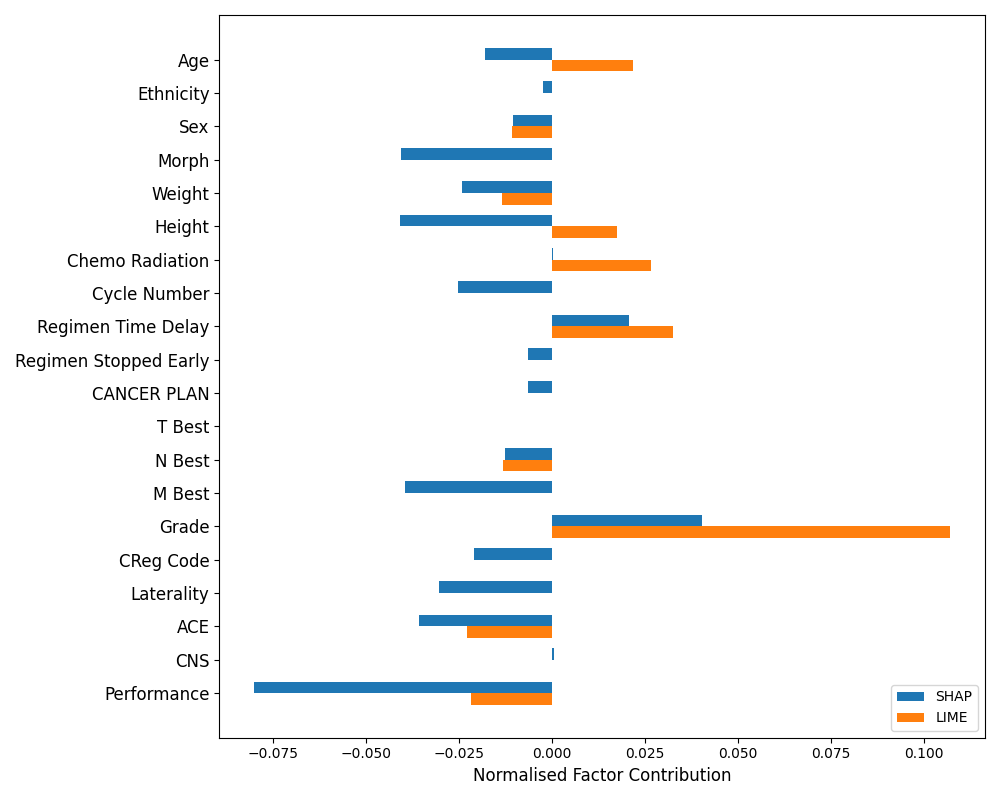 Age
Ethnicity
Sex
Morph
Weight
Height
Chemo Radiation
Cycle Number
Regimen Time Delay
Regimen Stopped Early
CANCER PLAN
T Best
N Best
M Best
Grade
CReg Code
Laterality
ACE
CNS
Performance
SHAP
LIME
−0.075 −0.050 −0.025 0.000 0.025 0.050 0.075 0.100
Normalised Factor Contribution